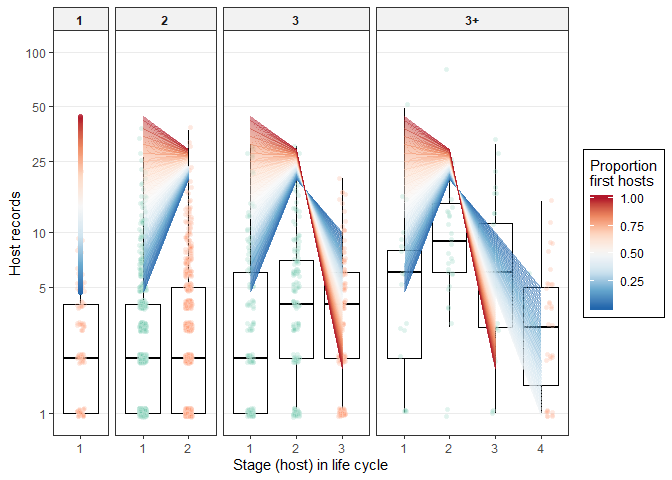 1 2 3 3+
100
50
25
10
5
1
Host records
1 1 2 1 2 3 1 2 3 4
Stage (host) in life cycle
Proportion
first hosts
1.00
0.75
0.50
0.25